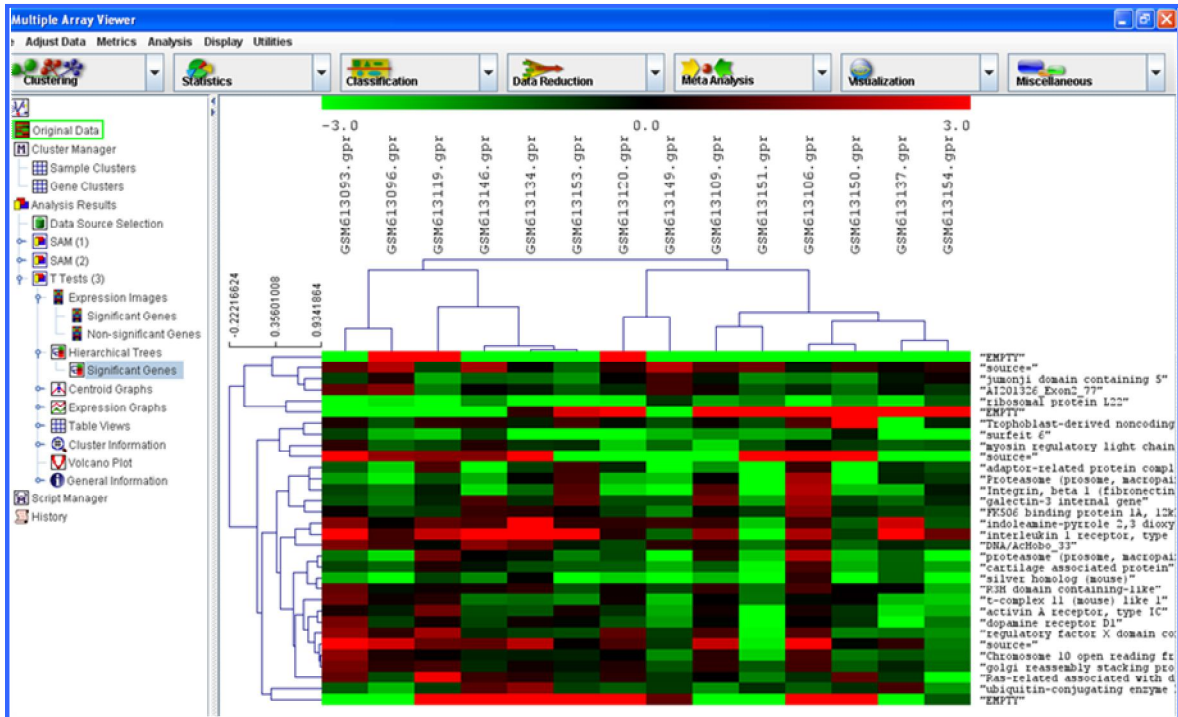 Multiple Array Viewer
Adjust Data Metrics Analysis Display Utilities
Clustering Statistics Classification Data Reduction Meta Analysis Visualization Miscellaneous
-3.0 0.0 3.0
GSM613093.gpr
GSM613096.gpr
GSM613119.gpr
GSM613146.gpr
GSM613134.gpr
GSM613153.gpr
GSM613120.gpr
GSM613149.gpr
GSM613109.gpr
GSM613151.gpr
GSM613106.gpr
GSM613150.gpr
GSM613137.gpr
GSM613154.gpr
Original Data
Cluster Manager
Sample Clusters
Gene Clusters
Analysis Results
Data Source Selection
SAM (1)
SAM (2)
T Tests (3)
Expression Images
Significant Genes
Non-significant Genes
Hierarchical Trees
Significant Genes
Centroid Graphs
Expression Graphs
Table Views
Cluster Information
Volcano Plot
General Information
Script Manager
History
-0.22216624
0.35601008
0.9341864
"EMPTY"
"source="
"jumonji domain containing 5"
"AI201326_Exon2_77"
"ribosomal protein L22"
"EMPTY"
"Trophoblast-derived noncoding
"surfeit 6"
"myosin regulatory light chain
"source="
"adaptor-related protein compl
"Proteasome (prosome, macropai
"Integrin, beta 1 (fibronectin
"galectin-3 internal gene"
"FK506 binding protein 1A, 12k
"indoleamine-pyrrole 2,3 dioxy
"interleukin 1 receptor, type
"DNA/AcHobo_33"
"proteasome (prosome, macropai
"cartilage associated protein"
"silver homolog (mouse)"
"R3H domain containing-like"
"t-complex 11 (mouse) like 1"
"activin A receptor, type IC"
"dopamine receptor D1"
"regulatory factor X domain co
"source="
"Chromosome 10 open reading fr
"golgi reassembly stacking pro
"Ras-related associated with d
"ubiquitin-conjugating enzyme
"EMPTY"